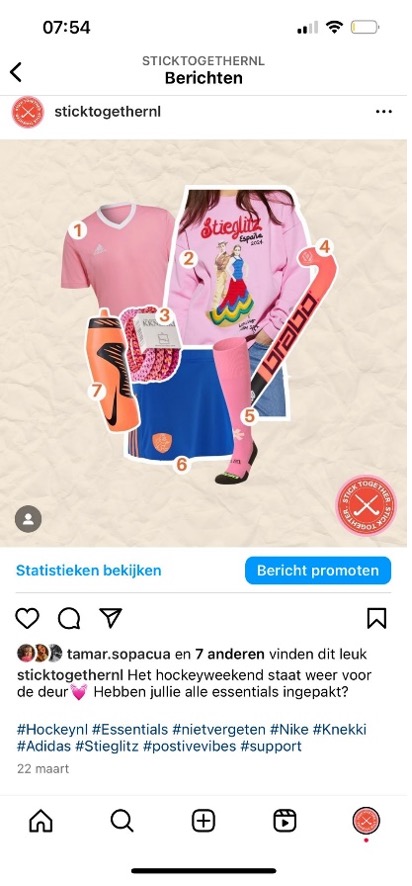 07:54
STICKTOGETHERNL
Berichten
sticktogethernl
1
2
Stieglitz
España
2024
3
4
brabo
5
6
7
STICK TOGETHER · STICK TOGETHER ·
Statistieken bekijken
Bericht promoten
tamar.sopacua en 7 anderen vinden dit leuk
sticktogethernl Het hockeyweekend staat weer voor
de deur💓 Hebben jullie alle essentials ingepakt?
#Hockeynl #Essentials #nietvergeten #Nike #Knekki
#Adidas #Stieglitz #postivevibes #support
22 maart